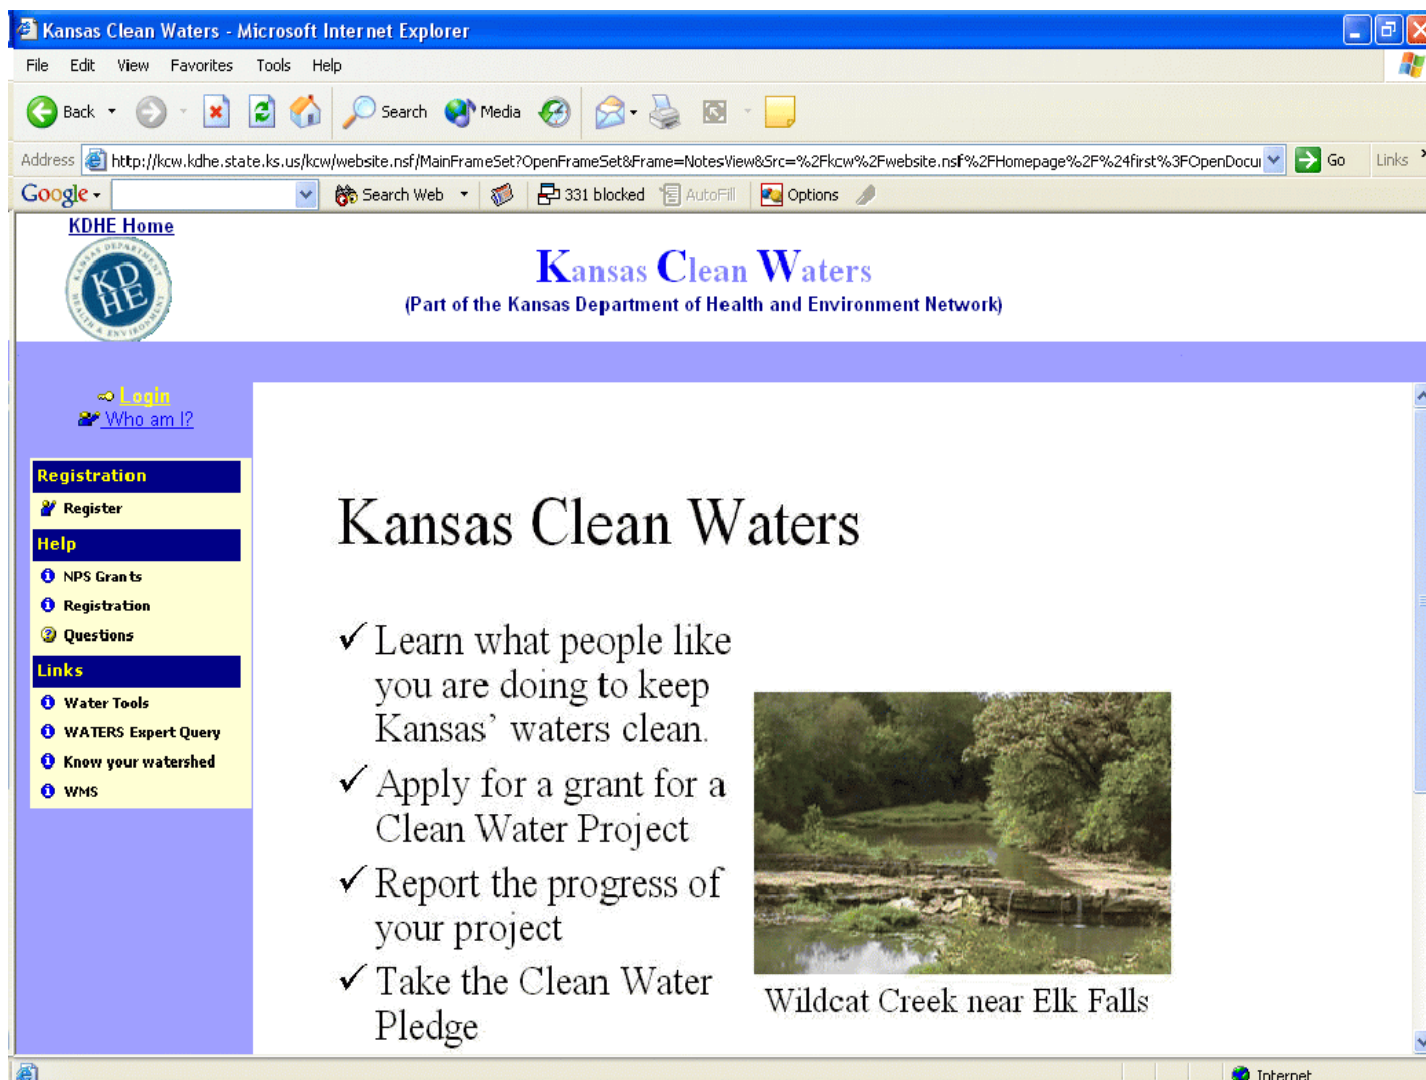 Kansas Clean Waters - Microsoft Internet Explorer
File Edit View Favorites Tools Help
Back Search Media
Address http://kcw.kdhe.state.ks.us/kcw/website.nsf/MainFrameSet?OpenFrameSet&Frame=NotesView&Src=%2Fkcw%2Fwebsite.nsf%2FHomepage%2F%24first%3FOpenDocu Go Links
Google Search Web 331 blocked AutoFill Options
KDHE Home
KANSAS DEPARTMENT HEALTH & ENVIRONMENT
KD
HE
Kansas Clean Waters
(Part of the Kansas Department of Health and Environment Network)
Login
Who am I?
Registration
Register
Help
NPS Grants
Registration
Questions
Links
Water Tools
WATERS Expert Query
Know your watershed
WMS
Kansas Clean Waters
✓ Learn what people like
you are doing to keep
Kansas’ waters clean.
✓ Apply for a grant for a
Clean Water Project
✓ Report the progress of
your project
✓ Take the Clean Water
Pledge
Wildcat Creek near Elk Falls
Internet